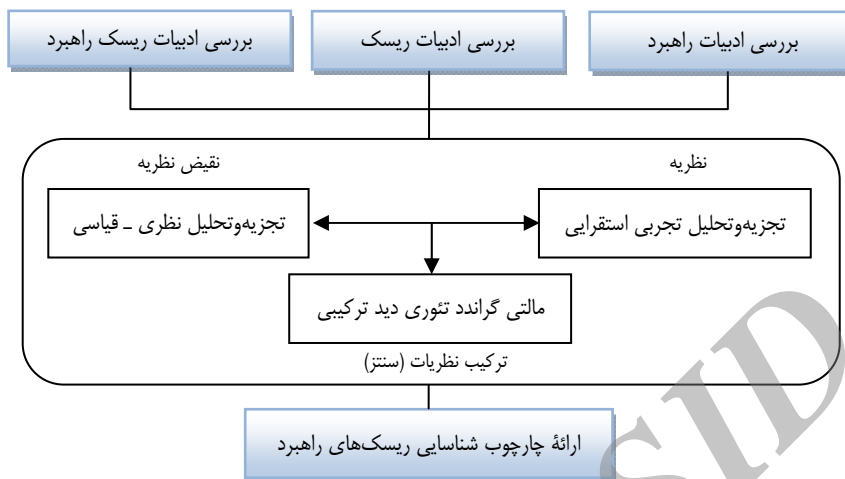 بررسی ادبیات راهبرد
بررسی ادبیات ریسک
بررسی ادبیات ریسک راهبرد
نظریه
نقیض نظریه
تجزیه‌وتحلیل تجربی استقرایی
تجزیه‌وتحلیل نظری ـ قیاسی
مالتی گراندد تئوری دید ترکیبی
ترکیب نظریات (سنتز)
ارائۀ چارچوب شناسایی ریسک‌های راهبرد
SID